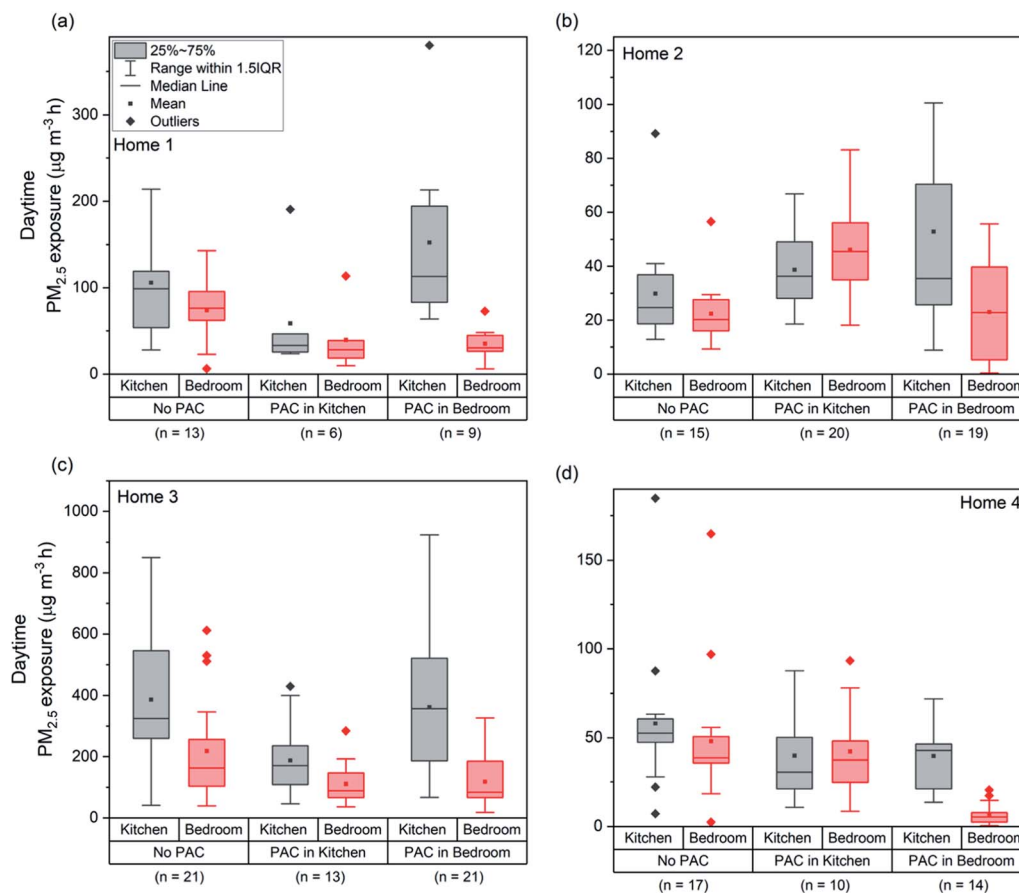 (a)
25%~75%
Range within 1.5IQR
Median Line
Mean
Outliers
Home 1
Daytime
PM2.5 exposure (µg m-3 h)
300
200
100
0
Kitchen Bedroom Kitchen Bedroom Kitchen Bedroom
No PAC PAC in Kitchen PAC in Bedroom
(n = 13) (n = 6) (n = 9)
(b)
Home 2
120
100
80
60
40
20
0
Kitchen Bedroom Kitchen Bedroom Kitchen Bedroom
No PAC PAC in Kitchen PAC in Bedroom
(n = 15) (n = 20) (n = 19)
(c)
Home 3
Daytime
PM2.5 exposure (µg m-3 h)
1000
800
600
400
200
0
Kitchen Bedroom Kitchen Bedroom Kitchen Bedroom
No PAC PAC in Kitchen PAC in Bedroom
(n = 21) (n = 13) (n = 21)
(d)
Home 4
150
100
50
0
Kitchen Bedroom Kitchen Bedroom Kitchen Bedroom
No PAC PAC in Kitchen PAC in Bedroom
(n = 17) (n = 10) (n = 14)